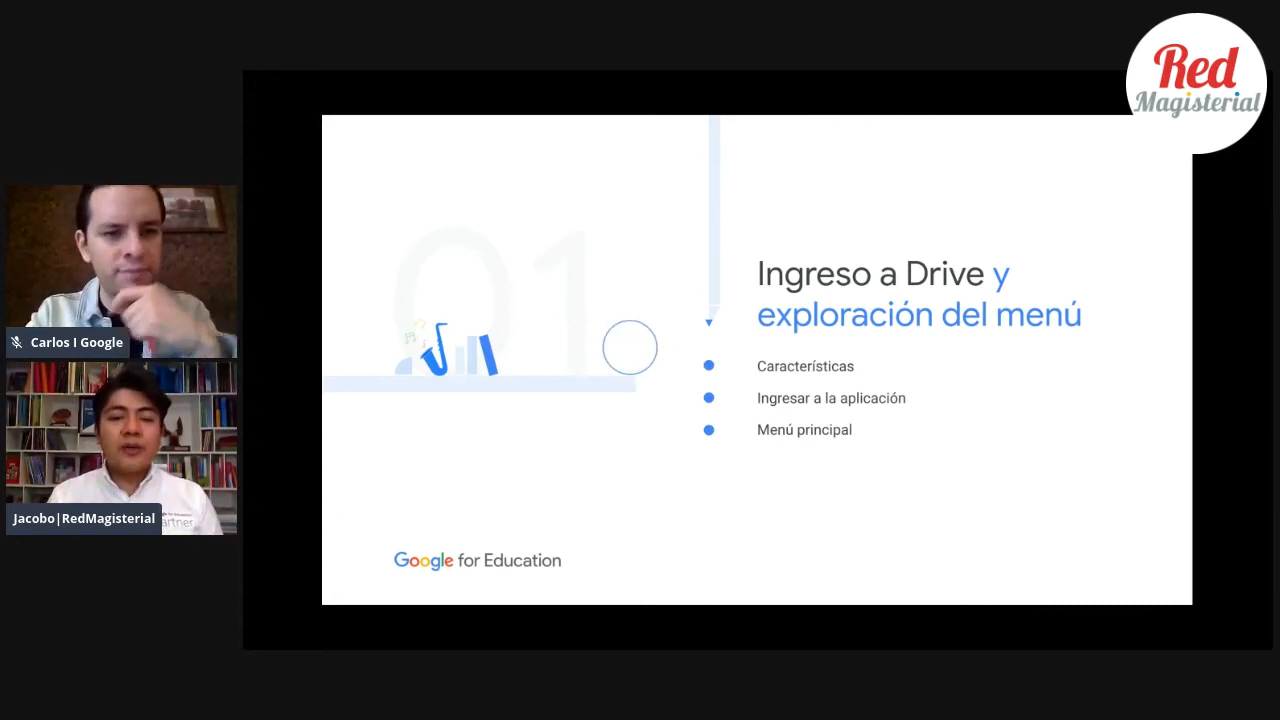 Red
Magisterial
01
Ingreso a Drive y
exploración del menú
Características
Ingresar a la aplicación
Menú principal
Google for Education
Carlos I Google
Jacobo|RedMagisterial